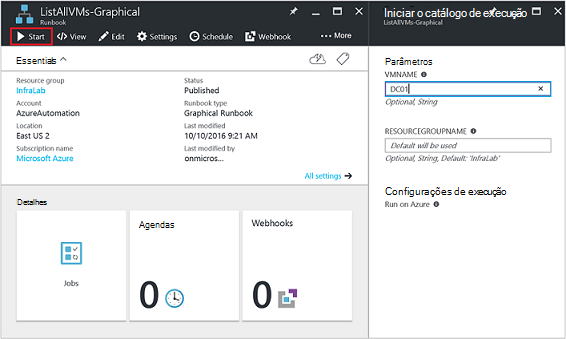 ListAllVMs-Graphical
Runbook
Start
View
Edit
Settings
Schedule
Webhook
More
Essentials
Resource group
InfraLab
Account
AzureAutomation
Location
East US 2
Subscription name
Microsoft Azure
Status
Published
Runbook type
Graphical Runbook
Last modified
10/10/2016 9:21 AM
Last modified by
onmicros...
All settings
Detalhes
Jobs
Agendas
0
Webhooks
0
Iniciar o catálogo de execução
ListAllVMs-Graphical
Parâmetros
VMNAME
DC01
Optional, String
RESOURCEGROUPNAME
Default will be used
Optional, String, Default: 'InfraLab'
Configurações de execução
Run on Azure